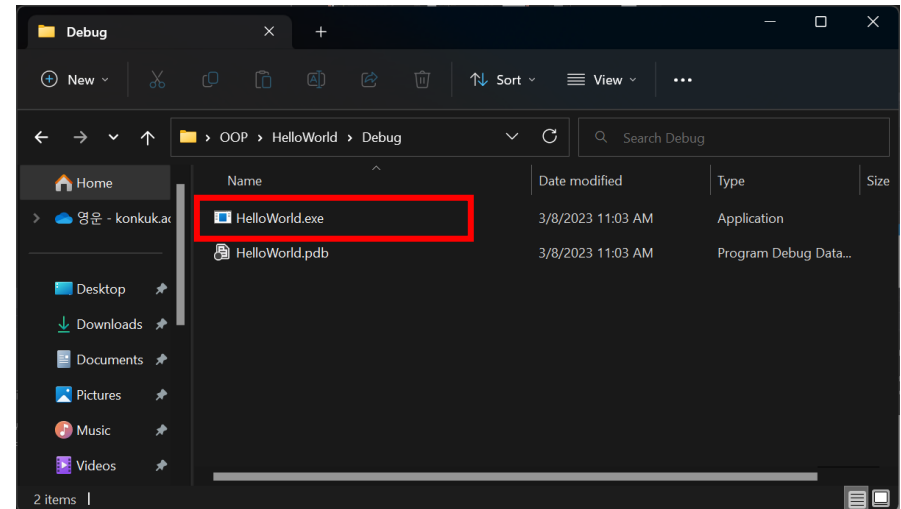 Debug
New
Sort
View
OOP > HelloWorld > Debug
Search Debug
Home
영운 - konkuk.ac
Desktop
Downloads
Documents
Pictures
Music
Videos
Name
Date modified
Type
Size
HelloWorld.exe
3/8/2023 11:03 AM
Application
HelloWorld.pdb
3/8/2023 11:03 AM
Program Debug Data...
2 items